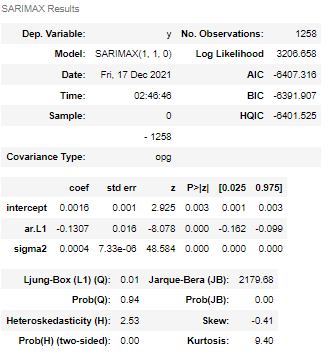 SARIMAX Results
Dep. Variable: y No. Observations: 1258
Model: SARIMAX(1, 1, 0) Log Likelihood 3206.658
Date: Fri, 17 Dec 2021 AIC -6407.316
Time: 02:46:46 BIC -6391.907
Sample: 0 HQIC -6401.525
- 1258
Covariance Type: opg
coef std err z P>|z| [0.025 0.975]
intercept 0.0016 0.001 2.925 0.003 0.001 0.003
ar.L1 -0.1307 0.016 -8.078 0.000 -0.162 -0.099
sigma2 0.0004 7.33e-06 48.584 0.000 0.000 0.000
Ljung-Box (L1) (Q): 0.01 Jarque-Bera (JB): 2179.68
Prob(Q): 0.94 Prob(JB): 0.00
Heteroskedasticity (H): 2.53 Skew: -0.41
Prob(H) (two-sided): 0.00 Kurtosis: 9.40